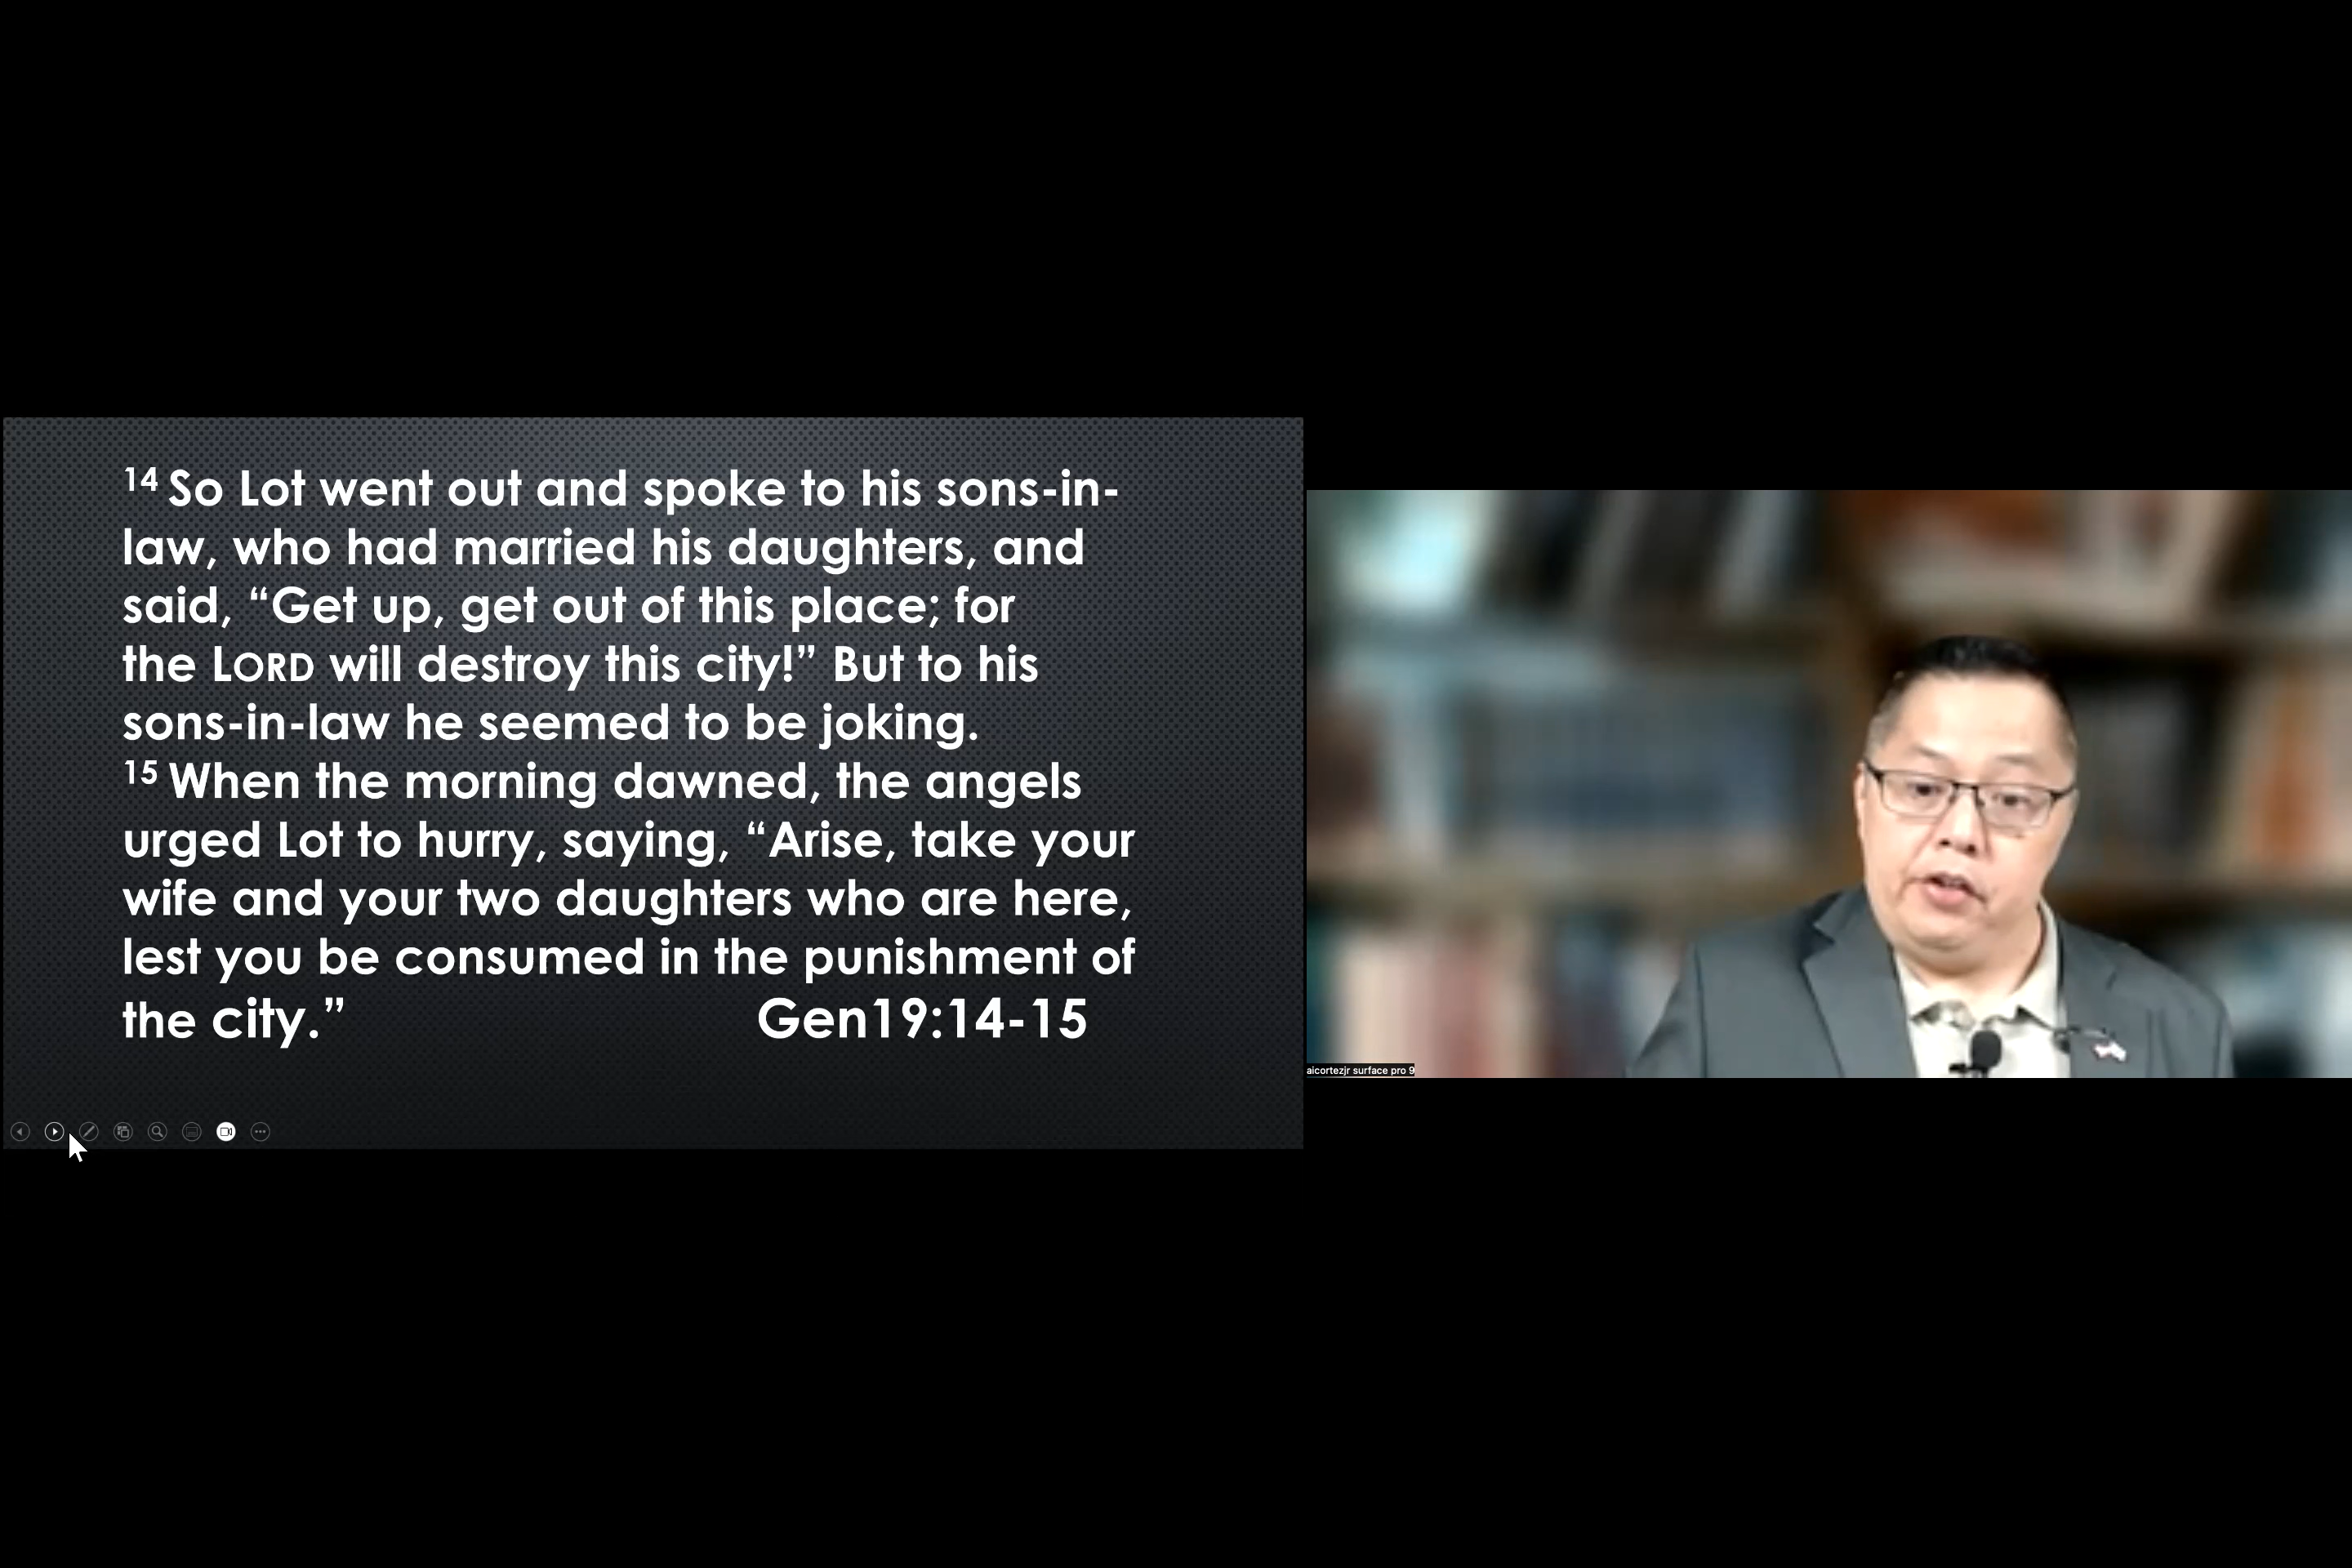 14 So Lot went out and spoke to his sons-in-
law, who had married his daughters, and
said, “Get up, get out of this place; for
the LORD will destroy this city!” But to his
sons-in-law he seemed to be joking.
15 When the morning dawned, the angels
urged Lot to hurry, saying, “Arise, take your
wife and your two daughters who are here,
lest you be consumed in the punishment of
the city.” Gen19:14-15
aicortezjr surface pro 9